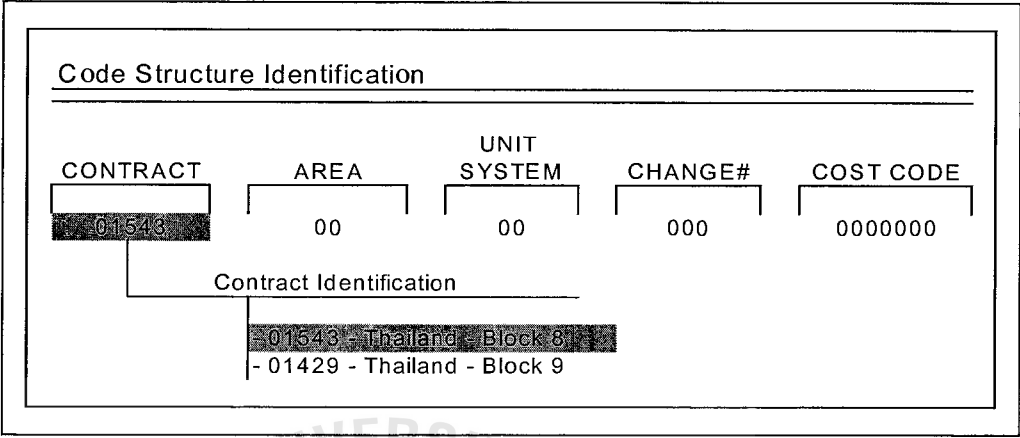 Code Structure Identification
UNIT
CONTRACT AREA SYSTEM CHANGE# COST CODE
01543 00 00 000 0000000
Contract Identification
- 01543 - Thailand - Block 8
- 01429 - Thailand - Block 9